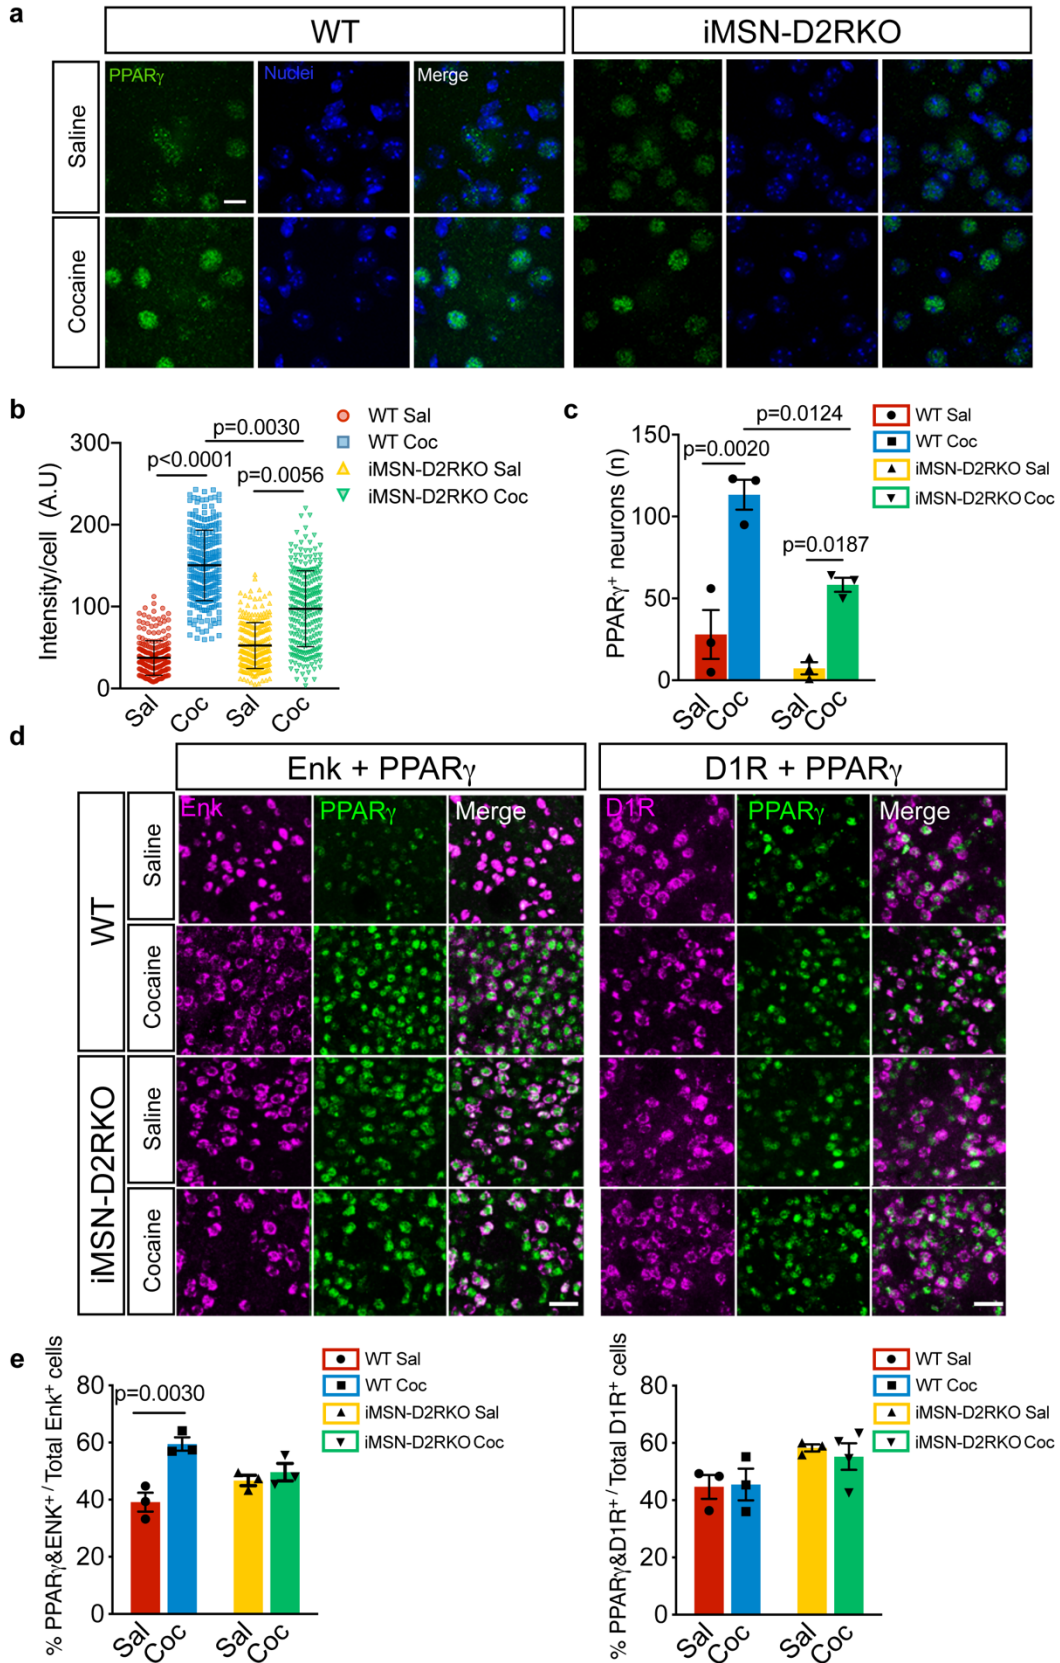 a
WT
iMSN-D2RKO
Saline
PPARγ
Nuclei
Merge
Cocaine
b
Intensity/cell (A.U)
300
200
100
0
p<0.0001
p=0.0030
p=0.0056
Sal
Coc
Sal
Coc
WT Sal
WT Coc
iMSN-D2RKO Sal
iMSN-D2RKO Coc
c
PPARγ+ neurons (n)
150
100
50
0
p=0.0020
p=0.0124
p=0.0187
Sal
Coc
Sal
Coc
WT Sal
WT Coc
iMSN-D2RKO Sal
iMSN-D2RKO Coc
d
Enk + PPARγ
D1R + PPARγ
WT
Saline
Enk
PPARγ
Merge
D1R
PPARγ
Merge
Cocaine
iMSN-D2RKO
Saline
Cocaine
e
% PPARγ&ENK+/ Total Enk+ cells
80
60
40
20
0
p=0.0030
Sal
Coc
Sal
Coc
WT Sal
WT Coc
iMSN-D2RKO Sal
iMSN-D2RKO Coc
% PPARγ&D1R+/ Total D1R+ cells
80
60
40
20
0
Sal
Coc
Sal
Coc
WT Sal
WT Coc
iMSN-D2RKO Sal
iMSN-D2RKO Coc